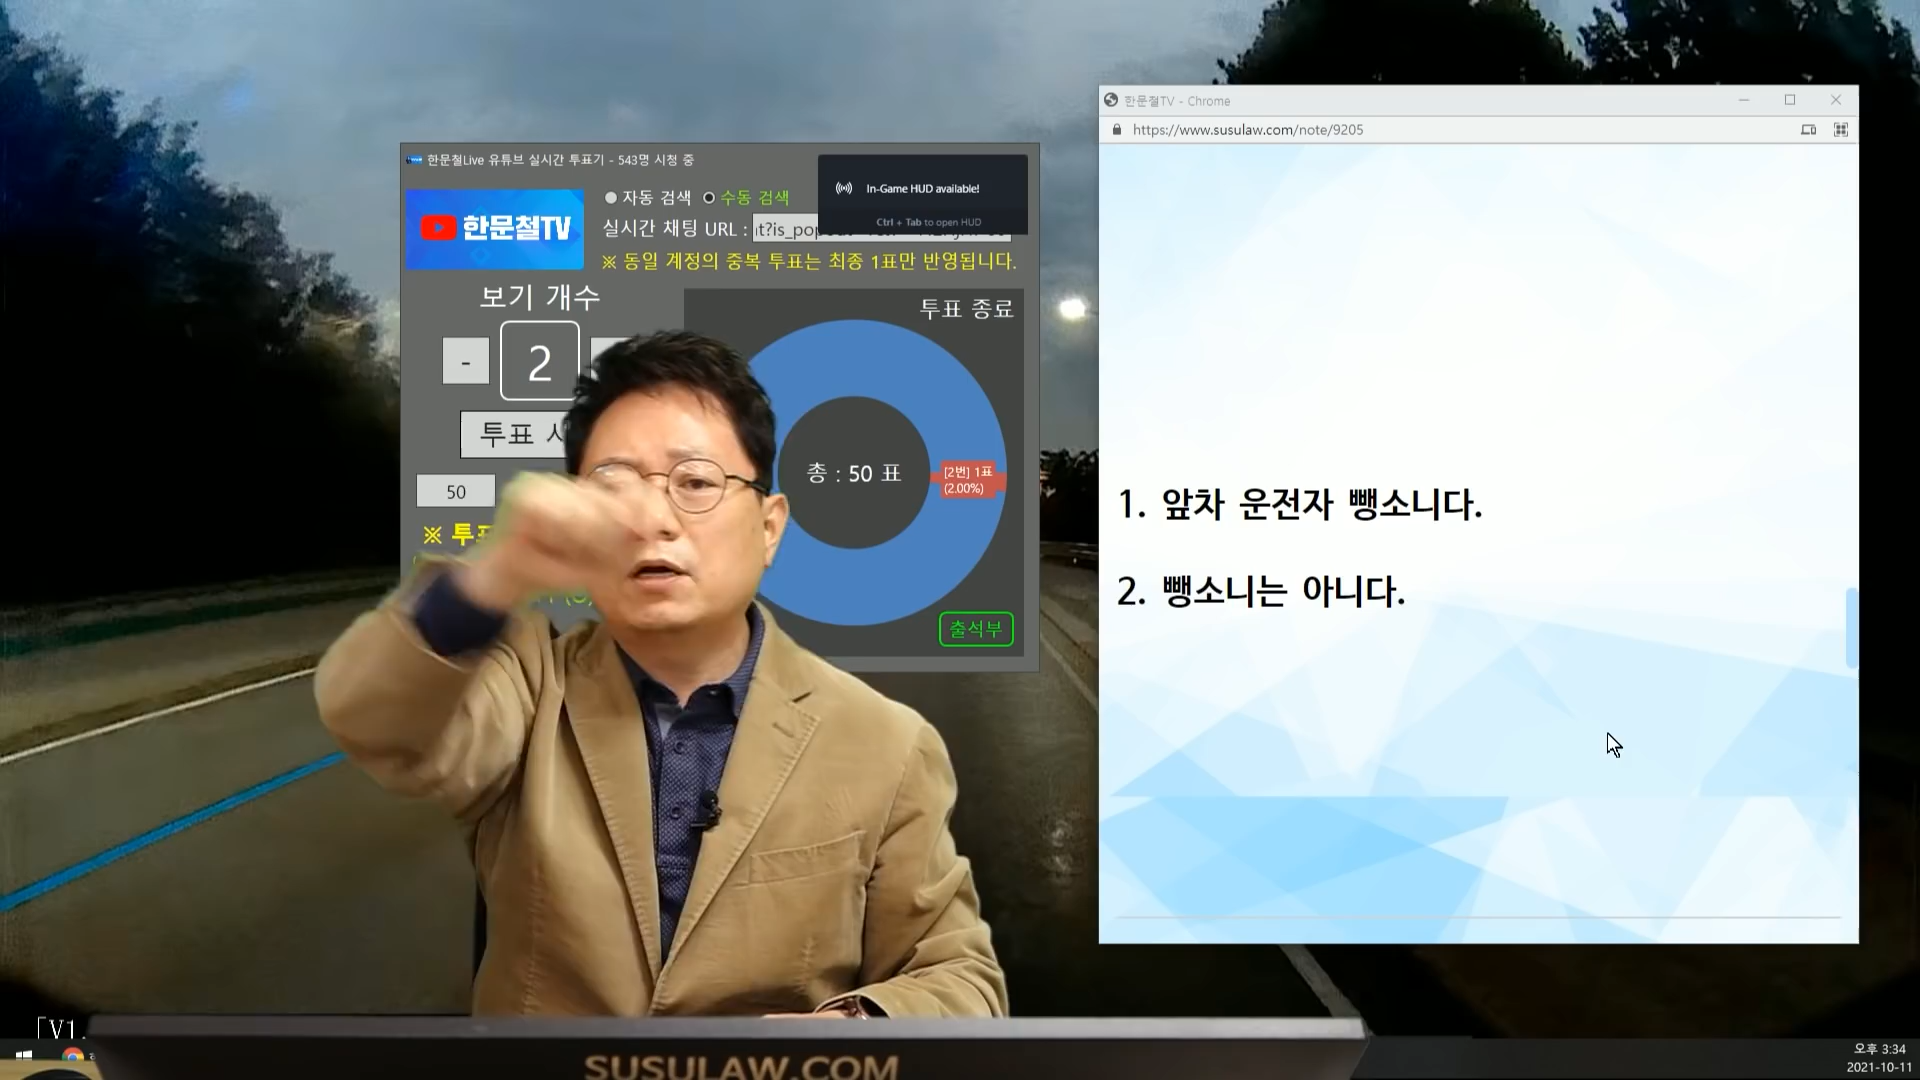 한문철Live 유튜브 실시간 투표기 - 543명 시청 중
한문철TV
자동 검색 수동 검색
실시간 채팅 URL :
In-Game HUD available!
Ctrl + Tab to open HUD
※ 동일 계정의 중복 투표는 최종 1표만 반영됩니다.
보기 개수
- 2
투표
50
※
투표 종료
총 : 50 표
[2번] 1표
(2.00%)
출석부
한문철TV - Chrome
https://www.susulaw.com/note/9205
1. 앞차 운전자 뺑소니다.
2. 뺑소니는 아니다.
[V1.
SUSULAW.COM
오후 3:34
2021-10-11